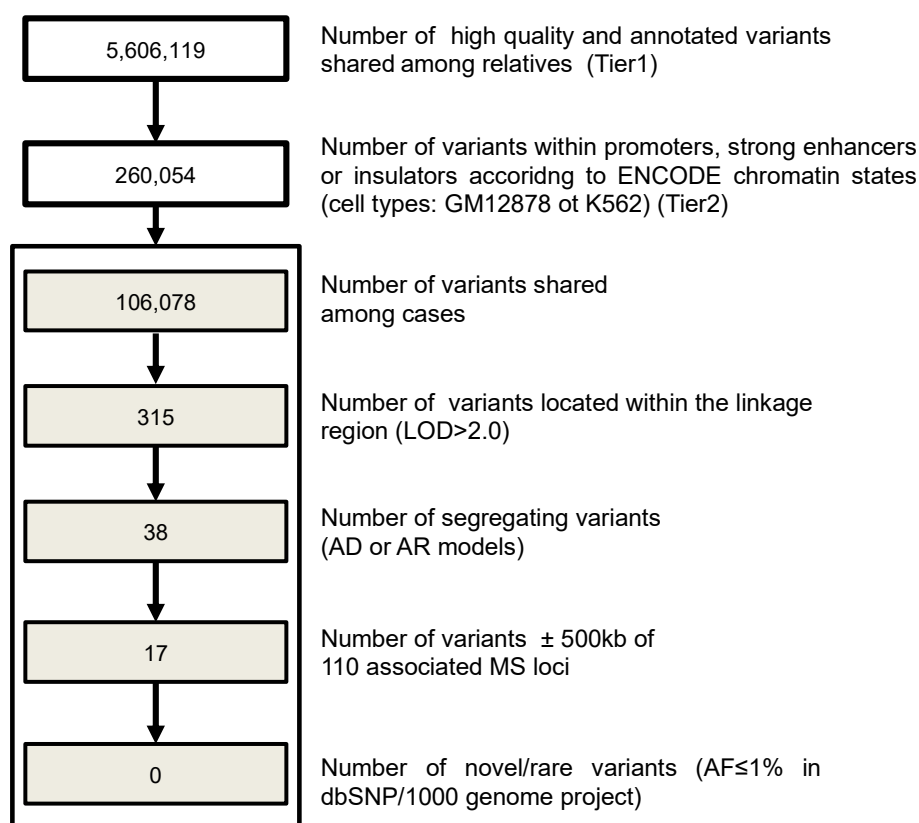 5,606,119
Number of high quality and annotated variants
shared among relatives (Tier1)
260,054
Number of variants within promoters, strong enhancers
or insulators accoridng to ENCODE chromatin states
(cell types: GM12878 ot K562) (Tier2)
106,078
Number of variants shared
among cases
315
Number of variants located within the linkage
region (LOD>2.0)
38
Number of segregating variants
(AD or AR models)
17
Number of variants ± 500kb of
110 associated MS loci
0
Number of novel/rare variants (AF≤1% in
dbSNP/1000 genome project)